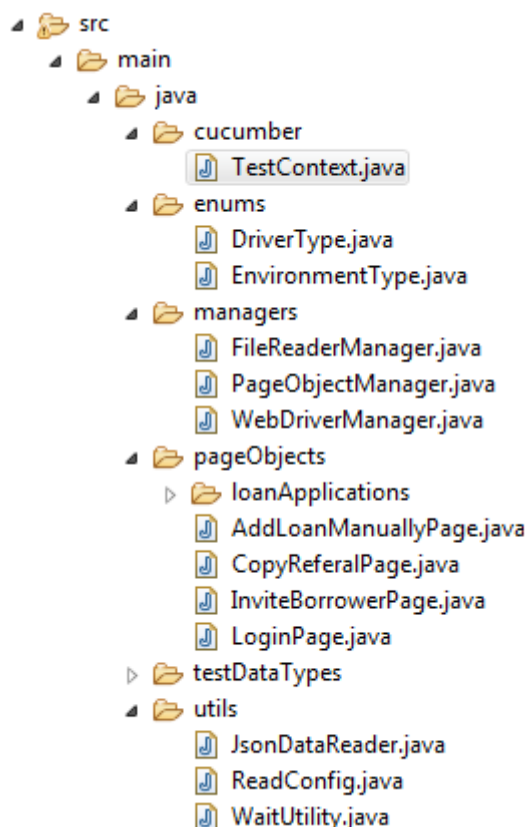 src
main
java
cucumber
TestContext.java
enums
DriverType.java
EnvironmentType.java
managers
FileReaderManager.java
PageObjectManager.java
WebDriverManager.java
pageObjects
loanApplications
AddLoanManuallyPage.java
CopyReferalPage.java
InviteBorrowerPage.java
LoginPage.java
testDataTypes
utils
JsonDataReader.java
ReadConfig.java
WaitUtility.java